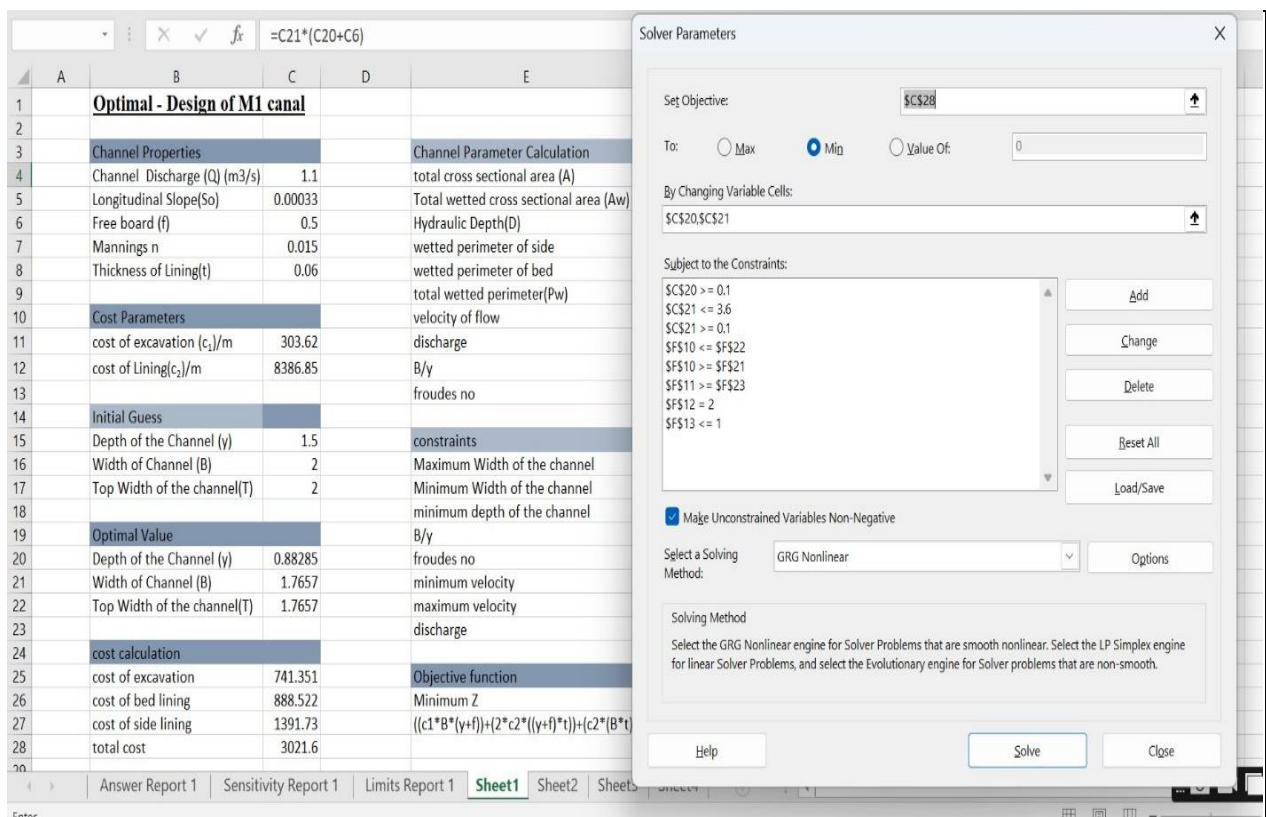 fx =C21*(C20+C6)
A B C D E
1 Optimal - Design of M1 canal
2
3 Channel Properties Channel Parameter Calculation
4 Channel Discharge (Q) (m3/s) 1.1 total cross sectional area (A)
5 Longitudinal Slope(So) 0.00033 Total wetted cross sectional area (Aw)
6 Free board (f) 0.5 Hydraulic Depth(D)
7 Mannings n 0.015 wetted perimeter of side
8 Thickness of Lining(t) 0.06 wetted perimeter of bed
9 total wetted perimeter(Pw)
10 Cost Parameters velocity of flow
11 cost of excavation (c₁)/m 303.62 discharge
12 cost of Lining(c₂)/m 8386.85 B/y
13 froudes no
14 Initial Guess
15 Depth of the Channel (y) 1.5 constraints
16 Width of Channel (B) 2 Maximum Width of the channel
17 Top Width of the channel(T) 2 Minimum Width of the channel
18 minimum depth of the channel
19 Optimal Value B/y
20 Depth of the Channel (y) 0.88285 froudes no
21 Width of Channel (B) 1.7657 minimum velocity
22 Top Width of the channel(T) 1.7657 maximum velocity
23 discharge
24 cost calculation
25 cost of excavation 741.351 Objective function
26 cost of bed lining 888.522 Minimum Z
27 cost of side lining 1391.73 ((c1*B*(y+f))+(2*c2*((y+f)*t))+(c2*(B*t)
28 total cost 3021.6
Answer Report 1 Sensitivity Report 1 Limits Report 1 Sheet1 Sheet2
Solver Parameters X
Set Objective: $C$28
To: Max Min Value Of: 0
By Changing Variable Cells:
$C$20,$C$21
Subject to the Constraints:
$C$20 >= 0.1
$C$21 <= 3.6
$C$21 >= 0.1
$F$10 <= $F$22
$F$10 >= $F$21
$F$11 >= $F$23
$F$12 = 2
$F$13 <= 1
Add
Change
Delete
Reset All
Load/Save
Make Unconstrained Variables Non-Negative
Select a Solving Method: GRG Nonlinear
Options
Solving Method
Select the GRG Nonlinear engine for Solver Problems that are smooth nonlinear. Select the LP Simplex engine
for linear Solver Problems, and select the Evolutionary engine for Solver problems that are non-smooth.
Help Solve Close